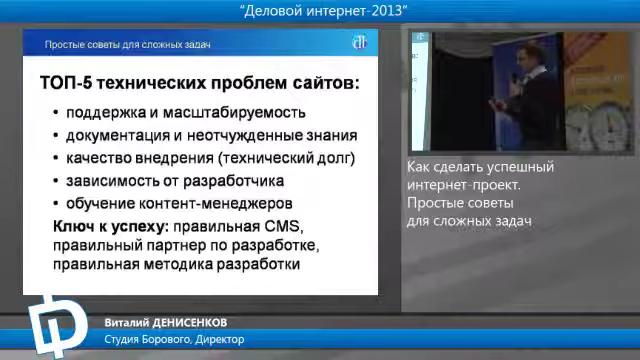 "Деловой интернет-2013"
Простые советы для сложных задач
ТОП-5 технических проблем сайтов:
• поддержка и масштабируемость
• документация и неотчужденные знания
• качество внедрения (технический долг)
• зависимость от разработчика
• обучение контент-менеджеров
Ключ к успеху: правильная CMS,
правильный партнер по разработке,
правильная методика разработки
Как сделать успешный
интернет-проект.
Простые советы
для сложных задач
Виталий ДЕНИСЕНКОВ
Студия Борового, Директор